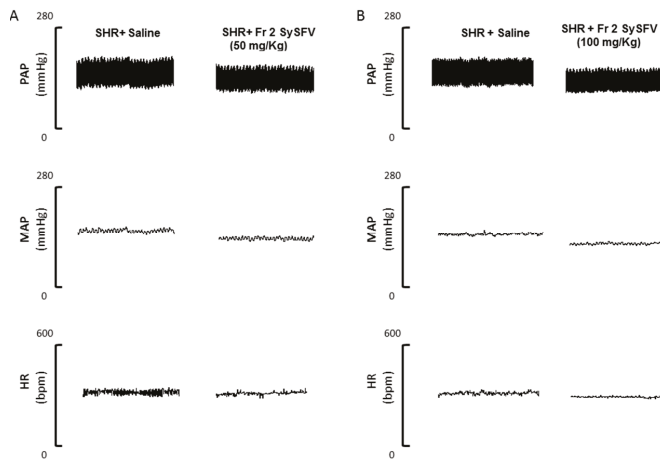 A
280
SHR+ Saline
SHR+ Fr 2 SySFV
(50 mg/Kg)
PAP
(mmHg)
0
280
MAP
(mmHg)
0
600
HR
(bpm)
0
B
280
SHR + Saline
SHR + Fr 2 SySFV
(100 mg/Kg)
PAP
(mmHg)
0
280
MAP
(mmHg)
0
600
HR
(bpm)
0